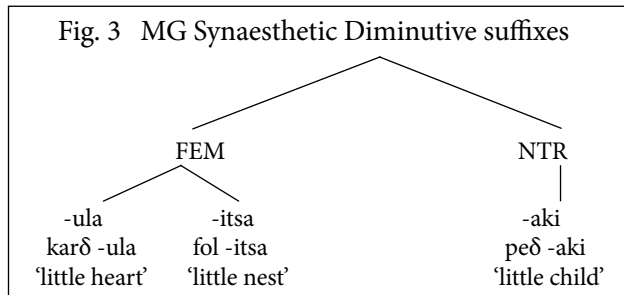 Fig. 3 MG Synaesthetic Diminutive suffixes
FEM NTR
-ula -itsa -aki
karδ -ula fol -itsa peδ -aki
‘little heart’ ‘little nest’ ‘little child’